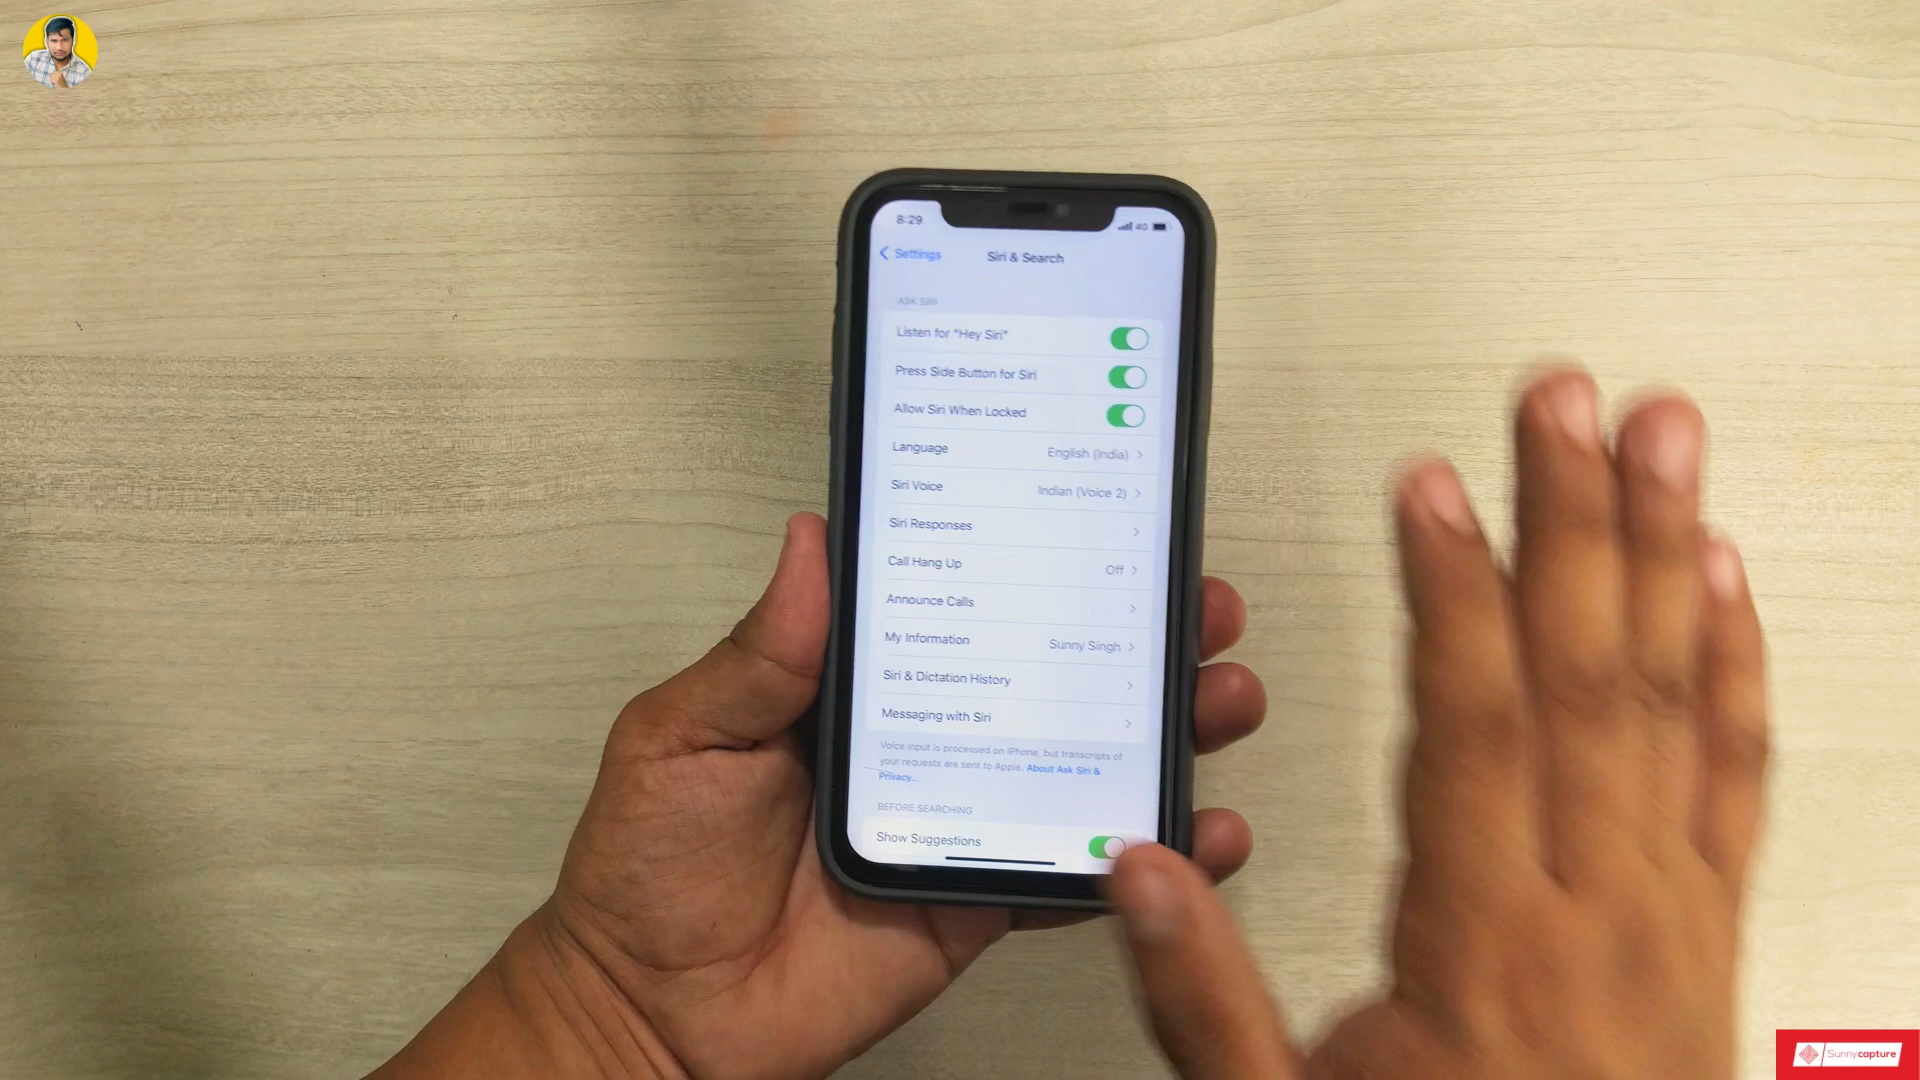 8:29
4G
Settings
Siri & Search
ASK SIRI
Listen for "Hey Siri"
Press Side Button for Siri
Allow Siri When Locked
Language English (India)
Siri Voice Indian (Voice 2)
Siri Responses
Call Hang Up Off
Announce Calls
My Information Sunny Singh
Siri & Dictation History
Messaging with Siri
Voice input is processed on iPhone, but transcripts of
your requests are sent to Apple. About Ask Siri &
Privacy...
BEFORE SEARCHING
Show Suggestions
Sunnycapture